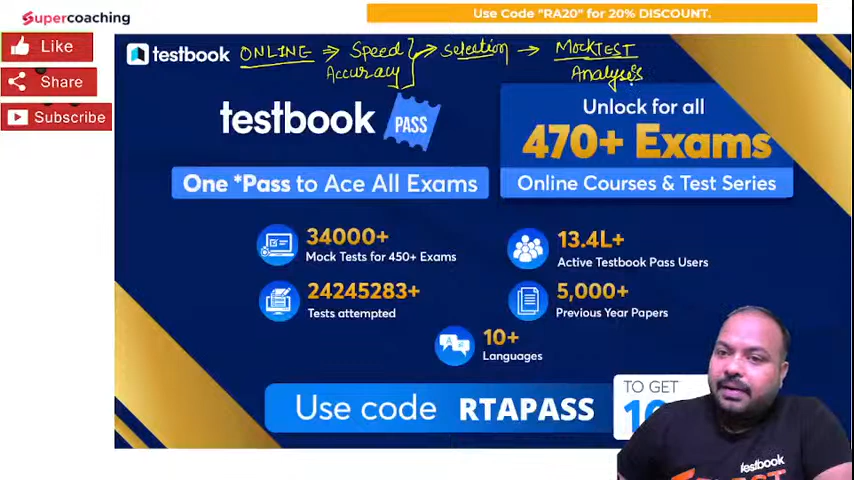 Supercoaching
Use Code "RA20" for 20% DISCOUNT.
Like
Share
Subscribe
testbook ONLINE ⇒ Speed → Selection → MockTEST
Accuracy Analysis
testbook PASS
One *Pass to Ace All Exams
Unlock for all
470+ Exams
Online Courses & Test Series
34000+
Mock Tests for 450+ Exams
13.4L+
Active Testbook Pass Users
24245283+
Tests attempted
5,000+
Previous Year Papers
10+
Languages
Use code RTAPASS
TO GET
testbook